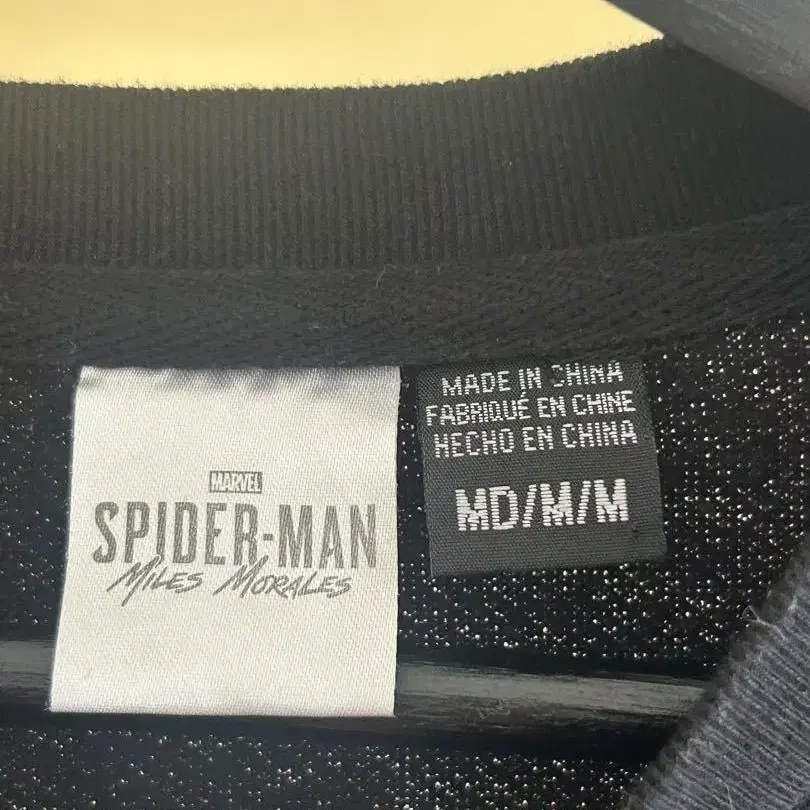 MARVEL
SPIDER-MAN
MILES MORALES
MADE IN CHINA
FABRIQUÉ EN CHINE
HECHO EN CHINA
MD/M/M